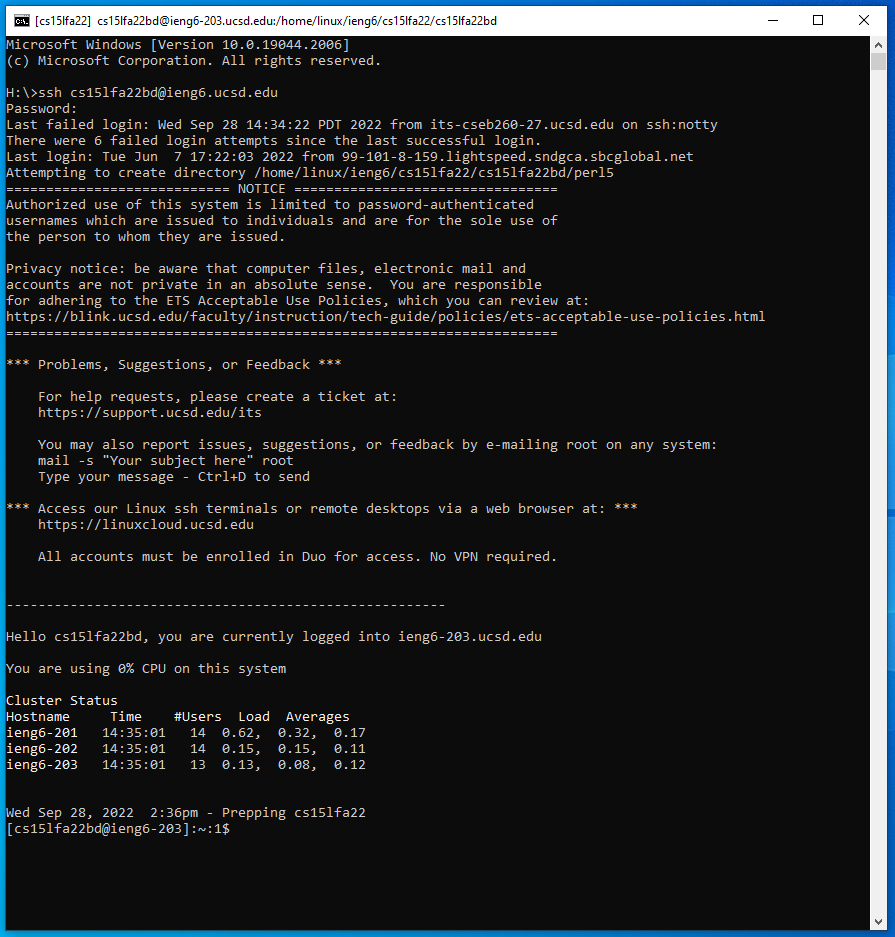 [cs15lfa22] cs15lfa22bd@ieng6-203.ucsd.edu:/home/linux/ieng6/cs15lfa22/cs15lfa22bd
Microsoft Windows [Version 10.0.19044.2006]
(c) Microsoft Corporation. All rights reserved.
H:\>ssh cs15lfa22bd@ieng6.ucsd.edu
Password:
Last failed login: Wed Sep 28 14:34:22 PDT 2022 from its-cseb260-27.ucsd.edu on ssh:notty
There were 6 failed login attempts since the last successful login.
Last login: Tue Jun  7 17:22:03 2022 from 99-101-8-159.lightspeed.sndgca.sbcglobal.net
Attempting to create directory /home/linux/ieng6/cs15lfa22/cs15lfa22bd/perl5
============================ NOTICE =================================
Authorized use of this system is limited to password-authenticated
usernames which are issued to individuals and are for the sole use of
the person to whom they are issued.
Privacy notice: be aware that computer files, electronic mail and
accounts are not private in an absolute sense.  You are responsible
for adhering to the ETS Acceptable Use Policies, which you can review at:
https://blink.ucsd.edu/faculty/instruction/tech-guide/policies/ets-acceptable-use-policies.html
=====================================================================
*** Problems, Suggestions, or Feedback ***
For help requests, please create a ticket at:
https://support.ucsd.edu/its
You may also report issues, suggestions, or feedback by e-mailing root on any system:
mail -s "Your subject here" root
Type your message - Ctrl+D to send
*** Access our Linux ssh terminals or remote desktops via a web browser at: ***
https://linuxcloud.ucsd.edu
All accounts must be enrolled in Duo for access. No VPN required.
-------------------------------------------------------
Hello cs15lfa22bd, you are currently logged into ieng6-203.ucsd.edu
You are using 0% CPU on this system
Cluster Status
Hostname     Time    #Users  Load  Averages
ieng6-201   14:35:01   14  0.62,  0.32,  0.17
ieng6-202   14:35:01   14  0.15,  0.15,  0.11
ieng6-203   14:35:01   13  0.13,  0.08,  0.12
Wed Sep 28, 2022  2:36pm - Prepping cs15lfa22
[cs15lfa22bd@ieng6-203]:~:1$